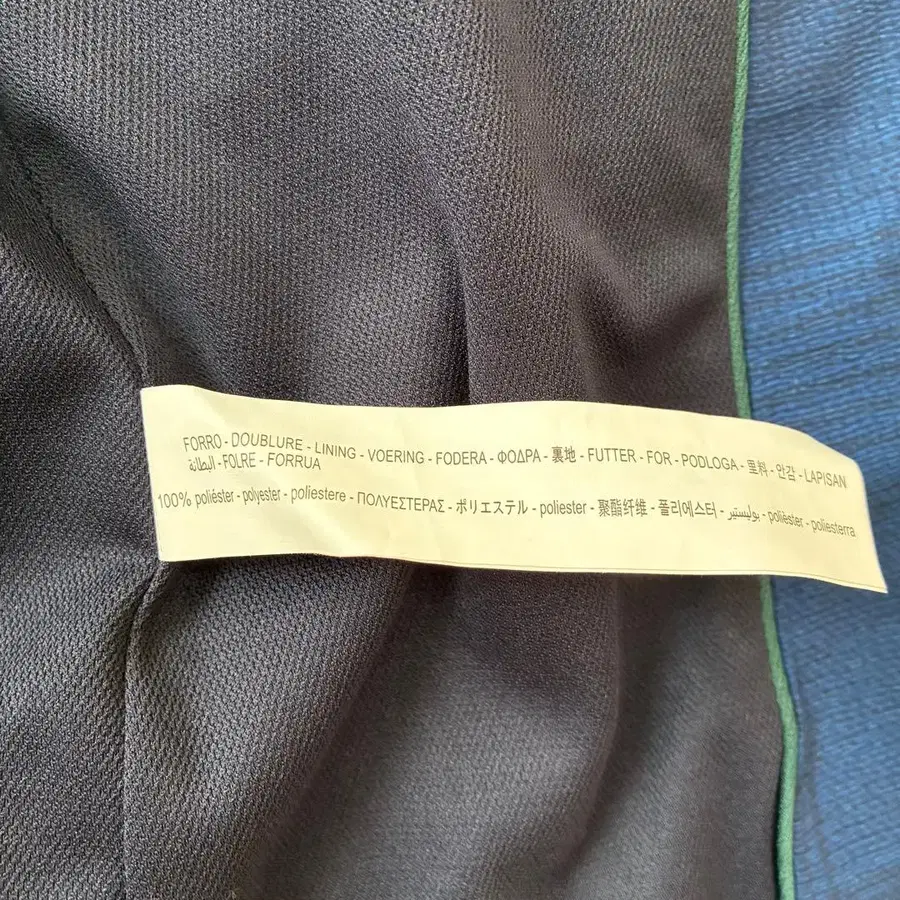 FORRO - DOUBLURE - LINING - VOERING - FODERA - ΦΟΔΡΑ - 裏地 - FUTTER - FOR - PODLOGA - 里料 - 안감 - LAPISAN
البطانة - FOLRE - FORRUA
100% poliéster - polyester - poliestere - ΠΟΛΥΕΣΤΕΡΑΣ - ポリエステル - poliester - 聚酯纤维 - 폴리에스터 - بوليستير - polièster - poliesterra